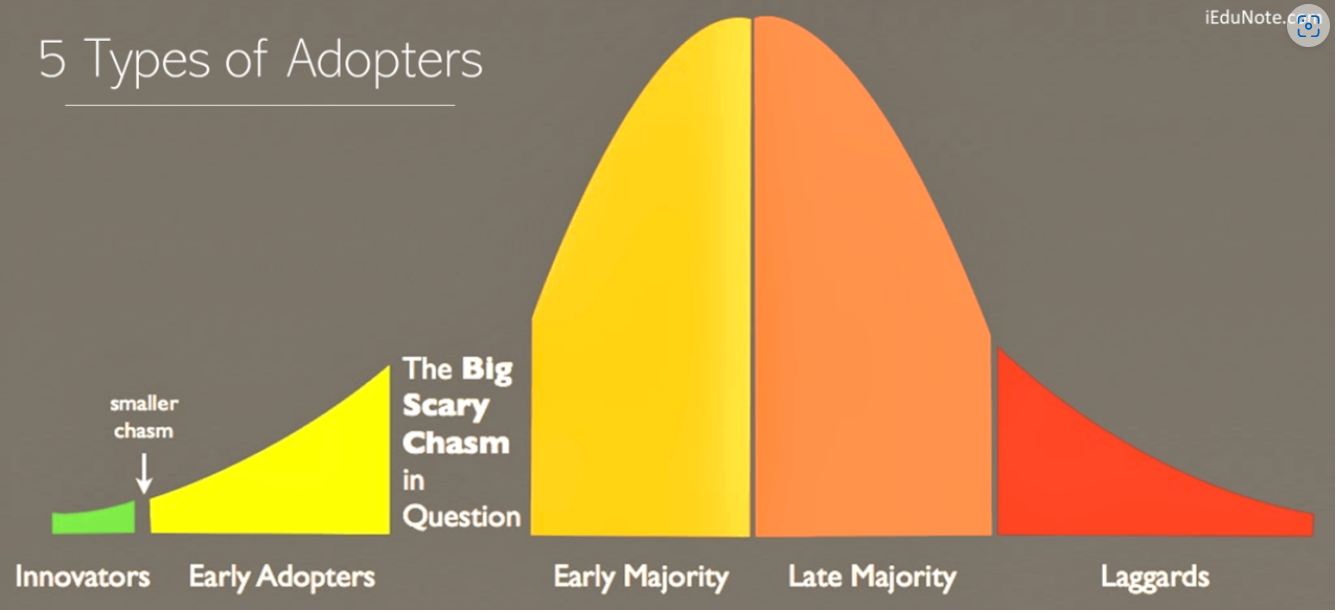 iEduNote.com
5 Types of Adopters
smaller
chasm
The Big
Scary
Chasm
in
Question
Innovators
Early Adopters
Early Majority
Late Majority
Laggards